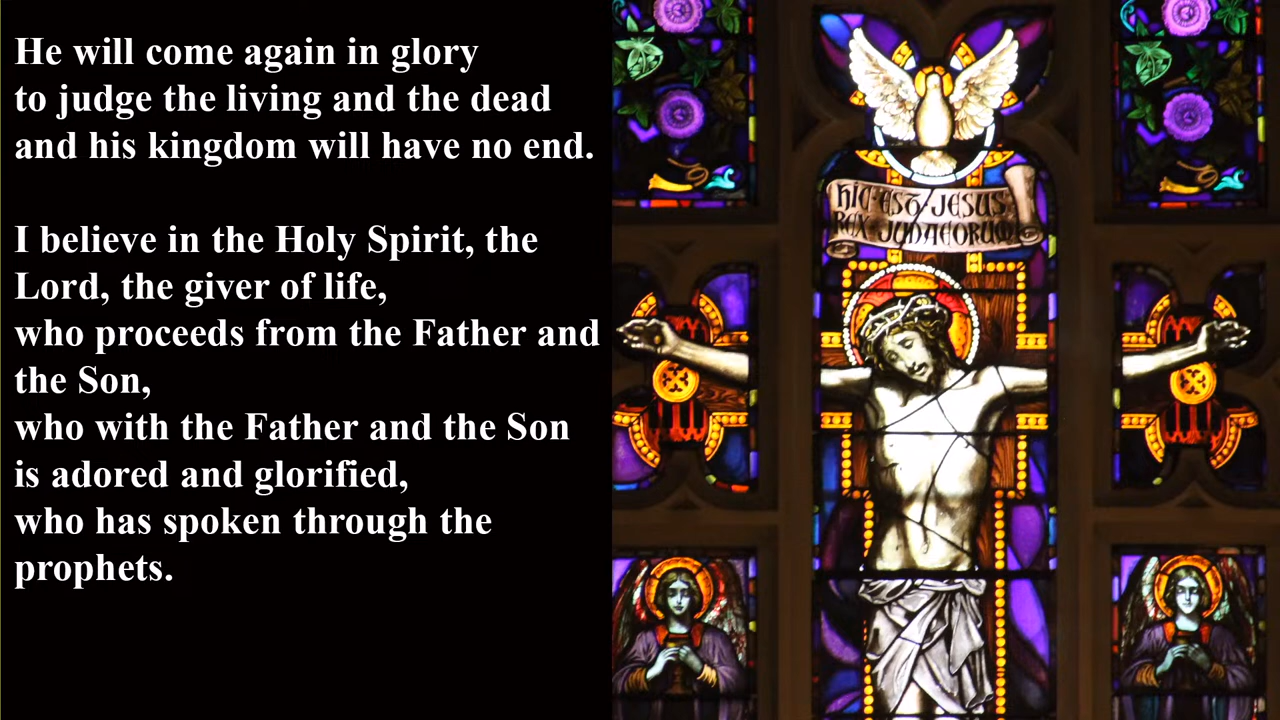 He will come again in glory
to judge the living and the dead
and his kingdom will have no end.
I believe in the Holy Spirit, the
Lord, the giver of life,
who proceeds from the Father and
the Son,
who with the Father and the Son
is adored and glorified,
who has spoken through the
prophets.
HIC·EST/JESUS
REX·JUDAEORUM